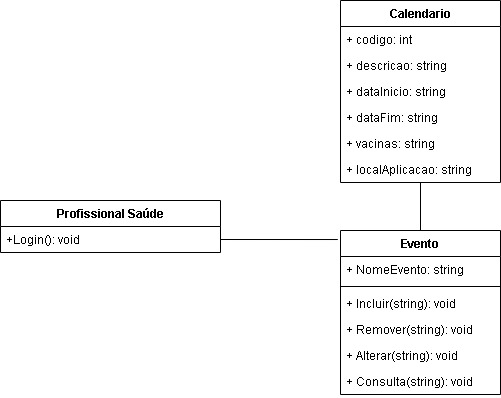 Calendario
+ codigo: int
+ descricao: string
+ dataInicio: string
+ dataFim: string
+ vacinas: string
+ localAplicacao: string
Profissional Saúde
+Login(): void
Evento
+ NomeEvento: string
+ Incluir(string): void
+ Remover(string): void
+ Alterar(string): void
+ Consulta(string): void